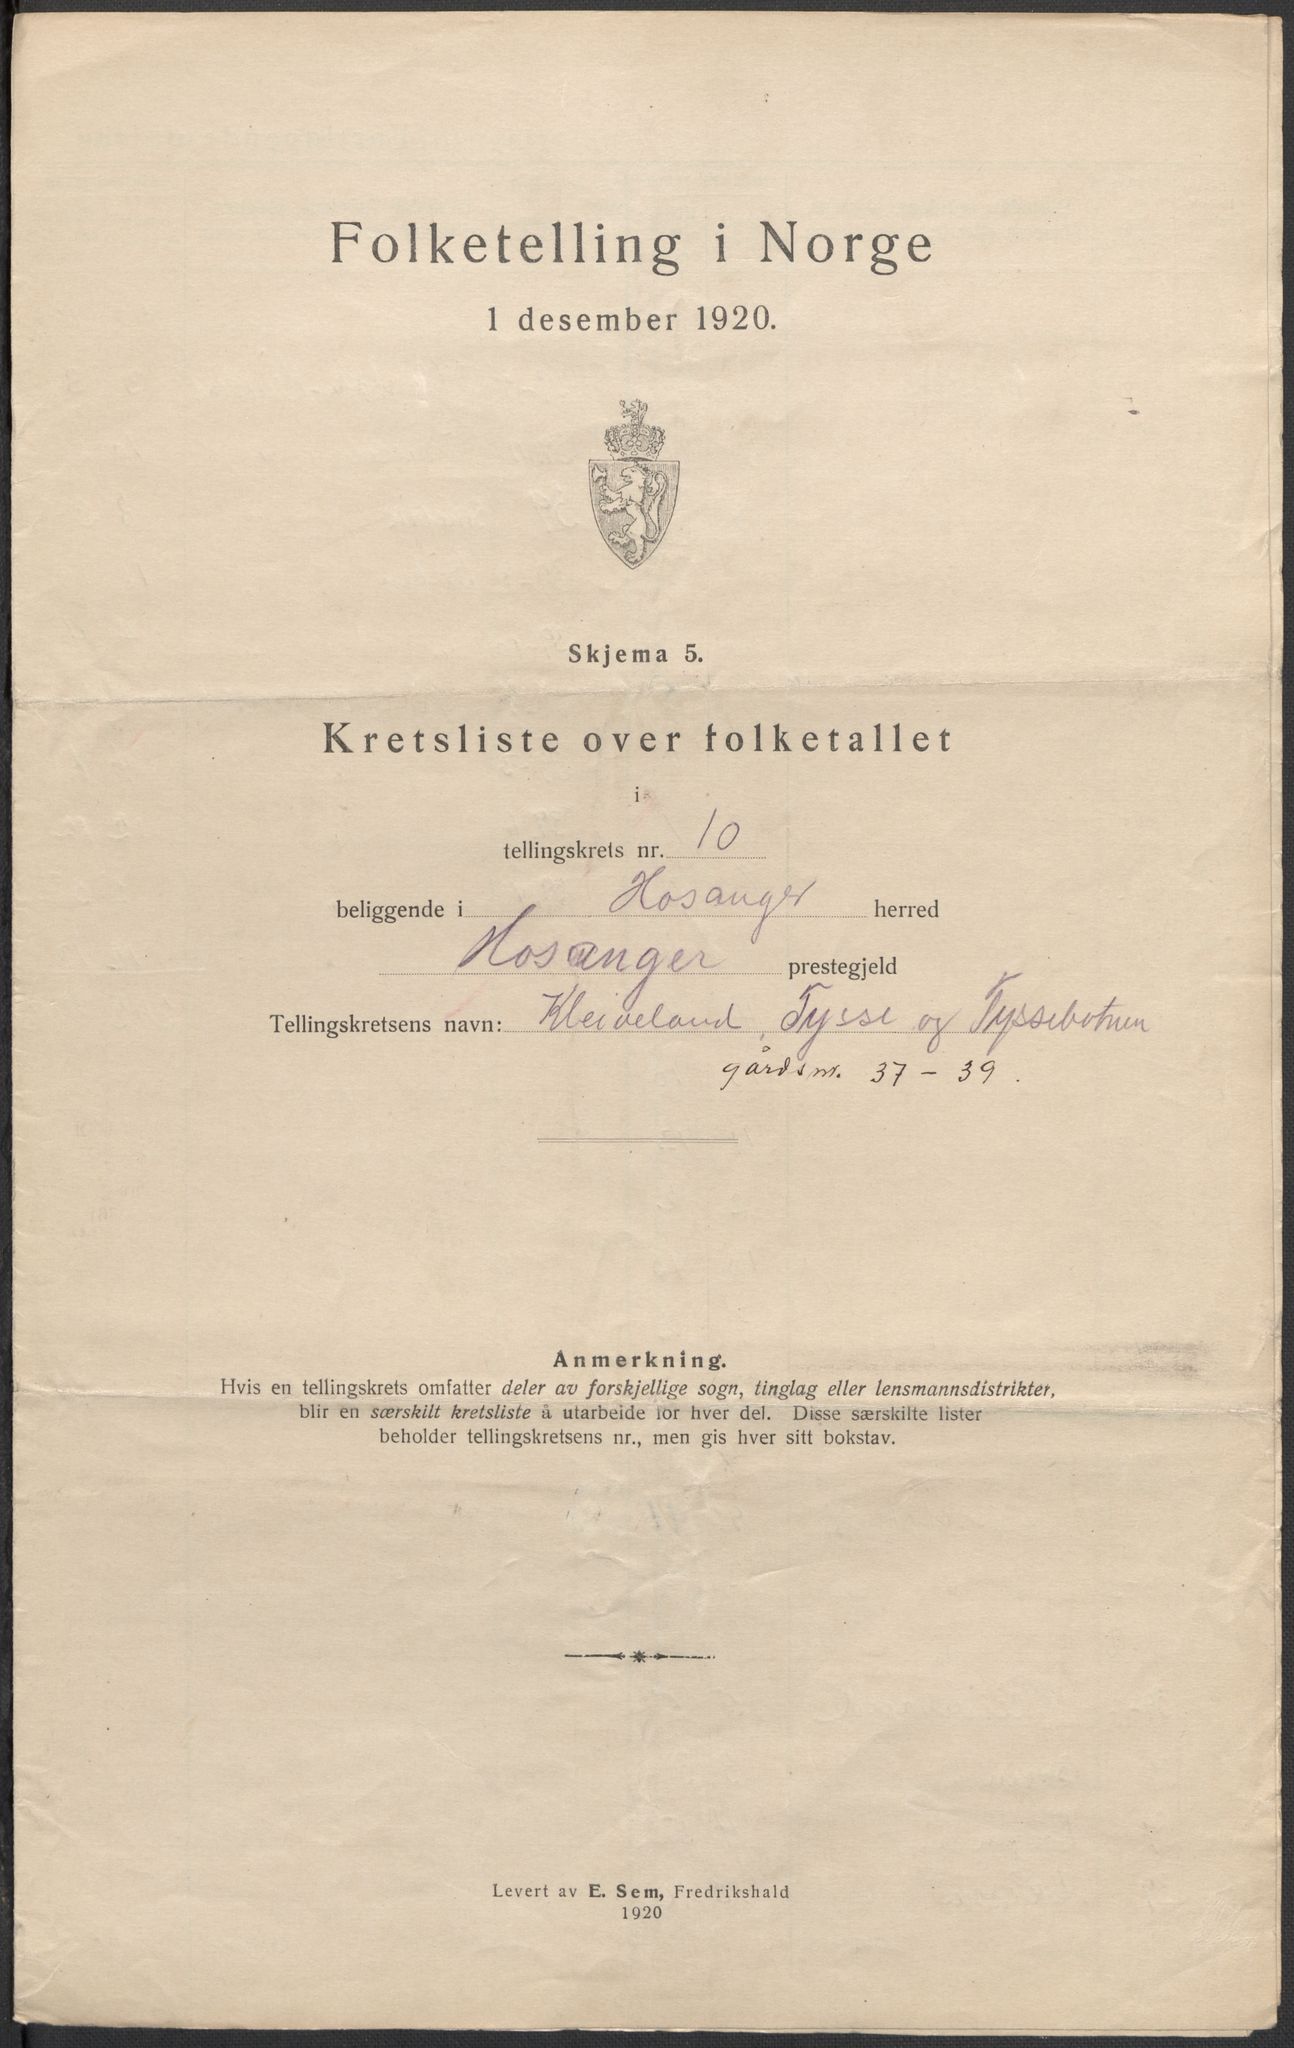 Folketelling i Norge
1 desember 1920.
Skjema 5.
Kretsliste over folketallet
i
tellingskrets nr. 10
beliggende i Hosanger herred
Hosanger prestegjeld
Tellingskretsens navn: Kleiveland, Tysse og Tyssebotnen
gårdsnr. 37 - 39.
Anmerkning.
Hvis en tellingskrets omfatter deler av forskjellige sogn, tinglag eller lensmannsdistrikter,
blir en særskilt kretsliste å utarbeide for hver del. Disse særskilte lister
beholder tellingskretsens nr., men gis hver sitt bokstav.
Levert av E. Sem, Fredrikshald
1920